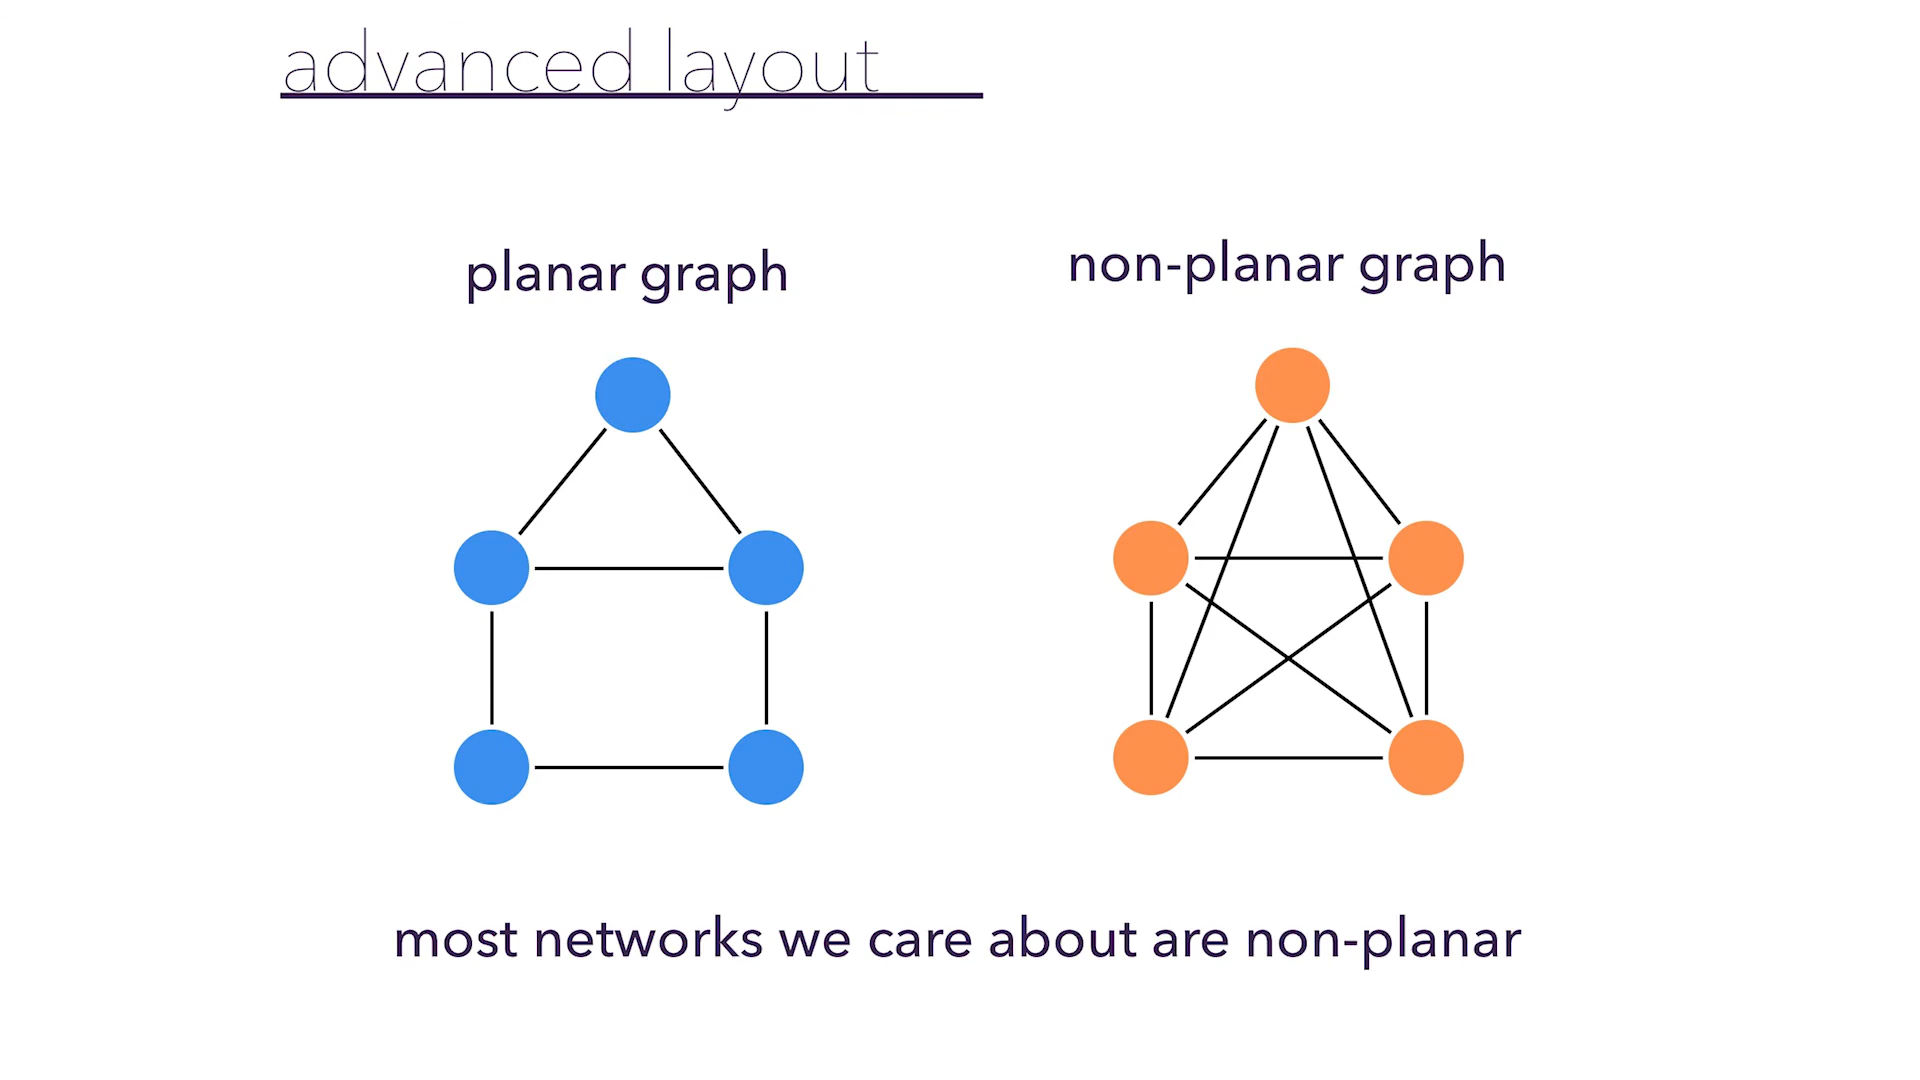 advanced layout
planar graph
non-planar graph
most networks we care about are non-planar